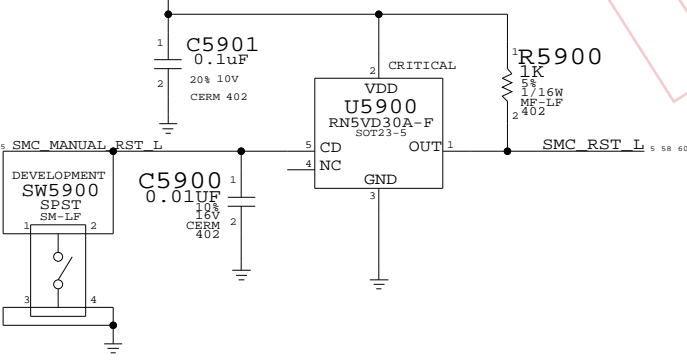 1 C5901
0.1uF
20% 10V
2
CERM 402
2 CRITICAL
VDD
U5900
RN5VD30A-F
SOT23-5
1 R5900
1K
5%
1/16W
MF-LF
2 402
5 SMC_MANUAL_RST_L
5 CD OUT 1
SMC_RST_L 5 58 60
4 NC
GND
3
DEVELOPMENT
SW5900
SPST
SM-LF
1 2
3 4
C5900 1
0.01UF
10%
16V 2
CERM
402